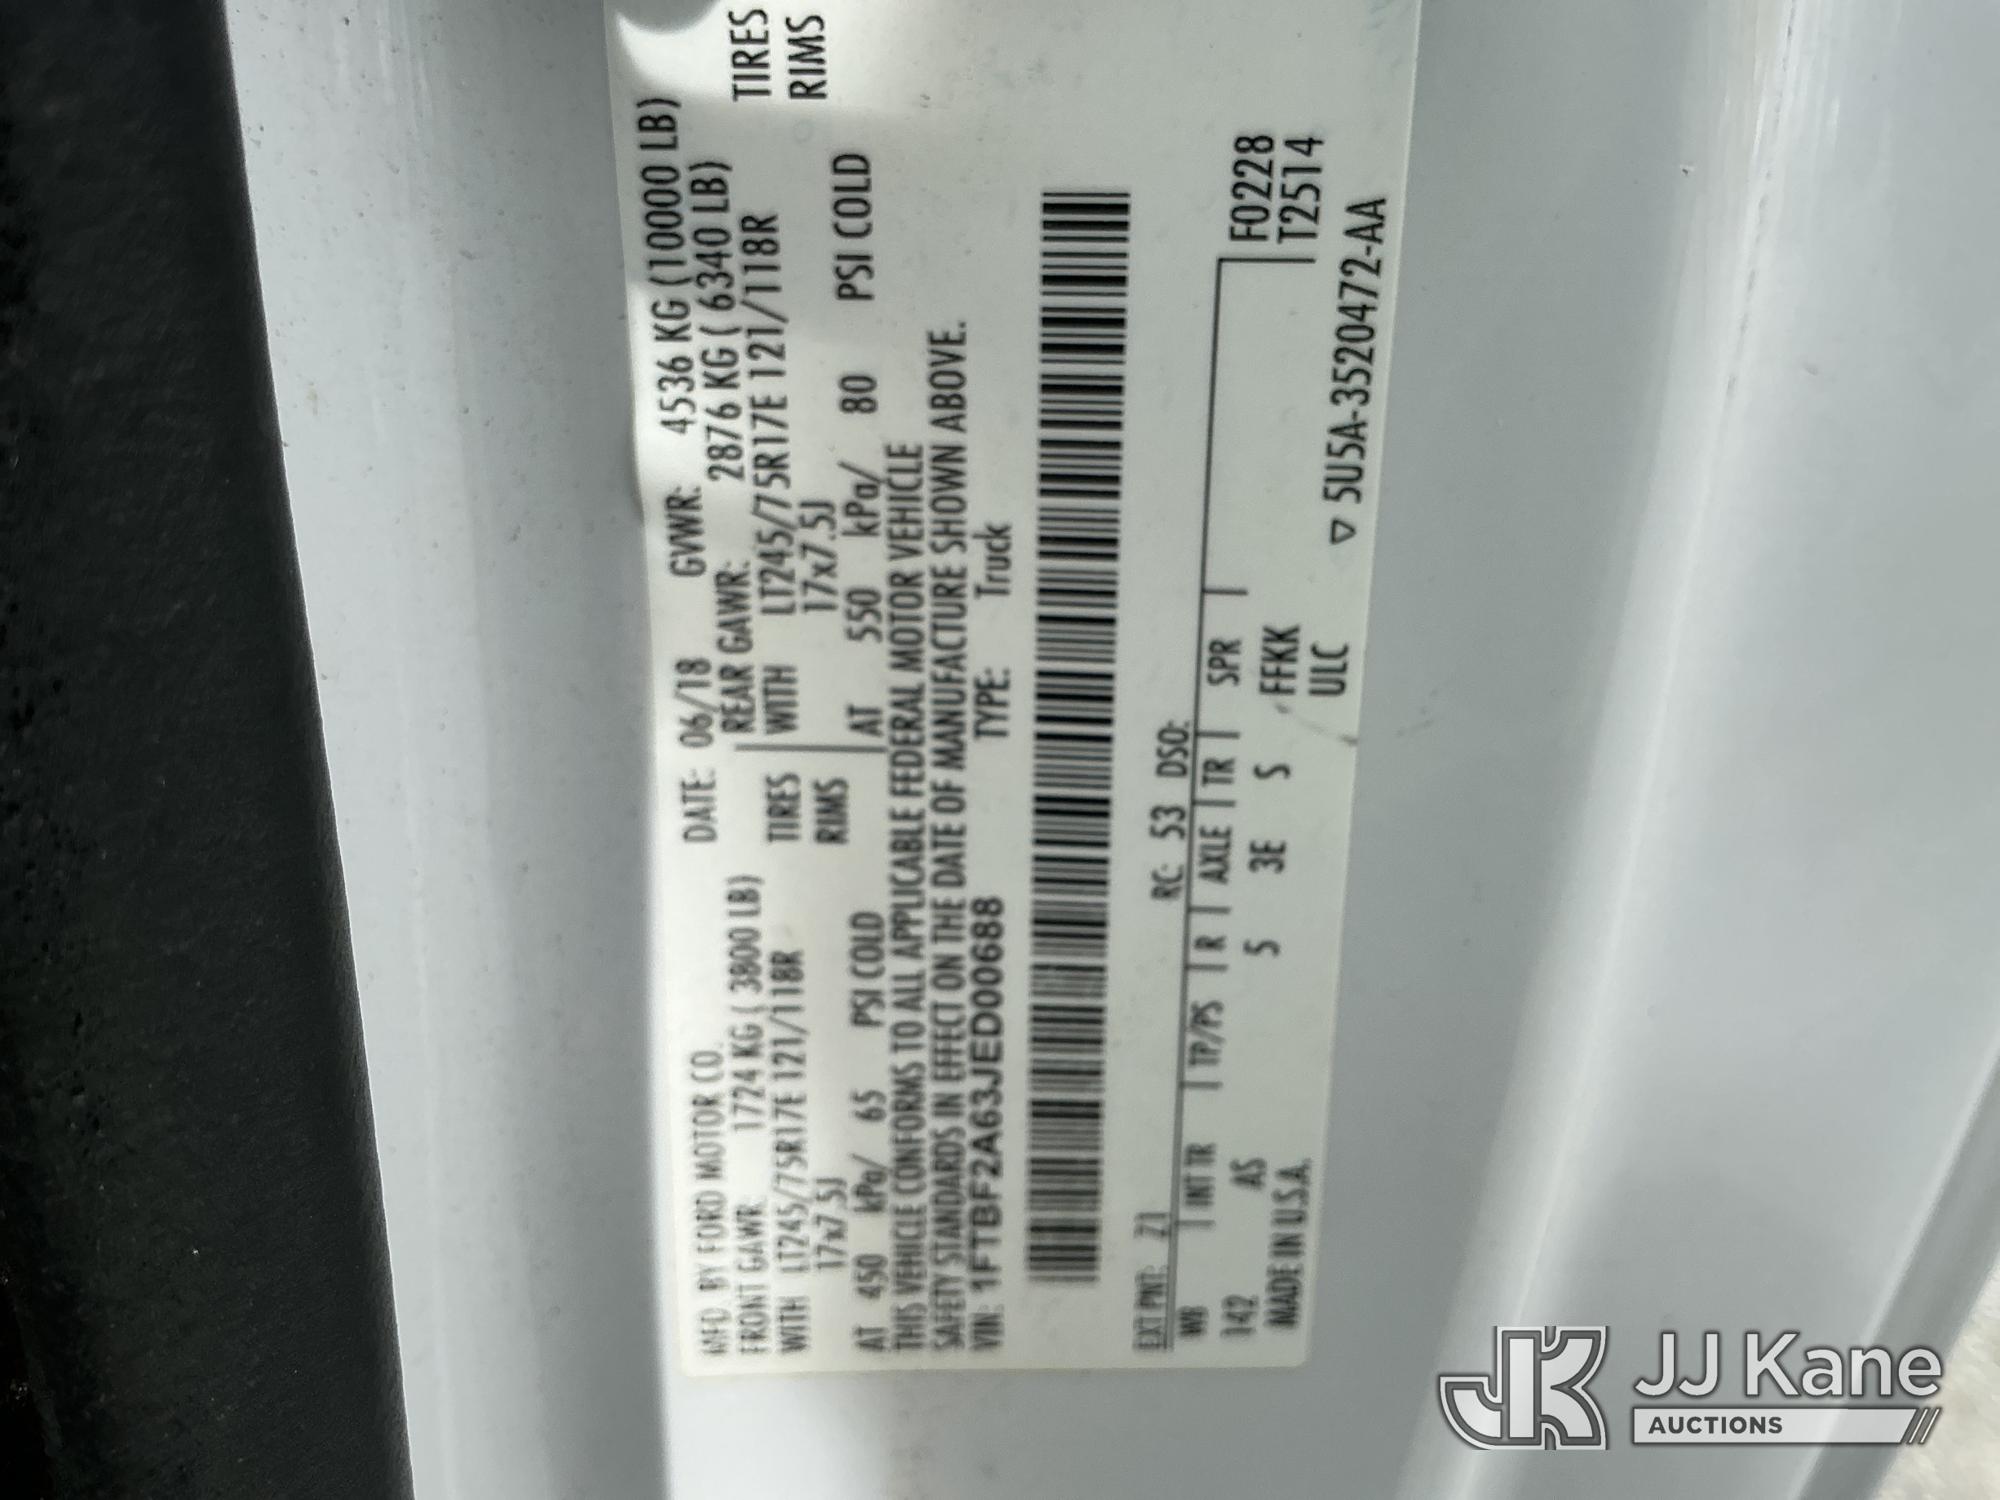 MFD. BY FORD MOTOR CO.
DATE: 06/18 GVWR: 4536 KG (10000 LB)
FRONT GAWR: 1724 KG ( 3800 LB) REAR GAWR: 2876 KG ( 6340 LB)
WITH LT245/75R17E 121/118R TIRES WITH LT245/75R17E 121/118R TIRES
17x7.5J RIMS 17x7.5J RIMS
AT 450 kPa/ 65 PSI COLD AT 550 kPa/ 80 PSI COLD
THIS VEHICLE CONFORMS TO ALL APPLICABLE FEDERAL MOTOR VEHICLE
SAFETY STANDARDS IN EFFECT ON THE DATE OF MANUFACTURE SHOWN ABOVE.
VIN: 1FTBF2A63JED00688 TYPE: Truck
EXT PNT: Z1 RC: 53 DSO:
WB INT TR TP/PS R AXLE TR SPR F0228
142 AS 5 3E S FFKK T2514
MADE IN U.S.A. ULC
▽ 5U5A-3520472-AA
JJ Kane
AUCTIONS